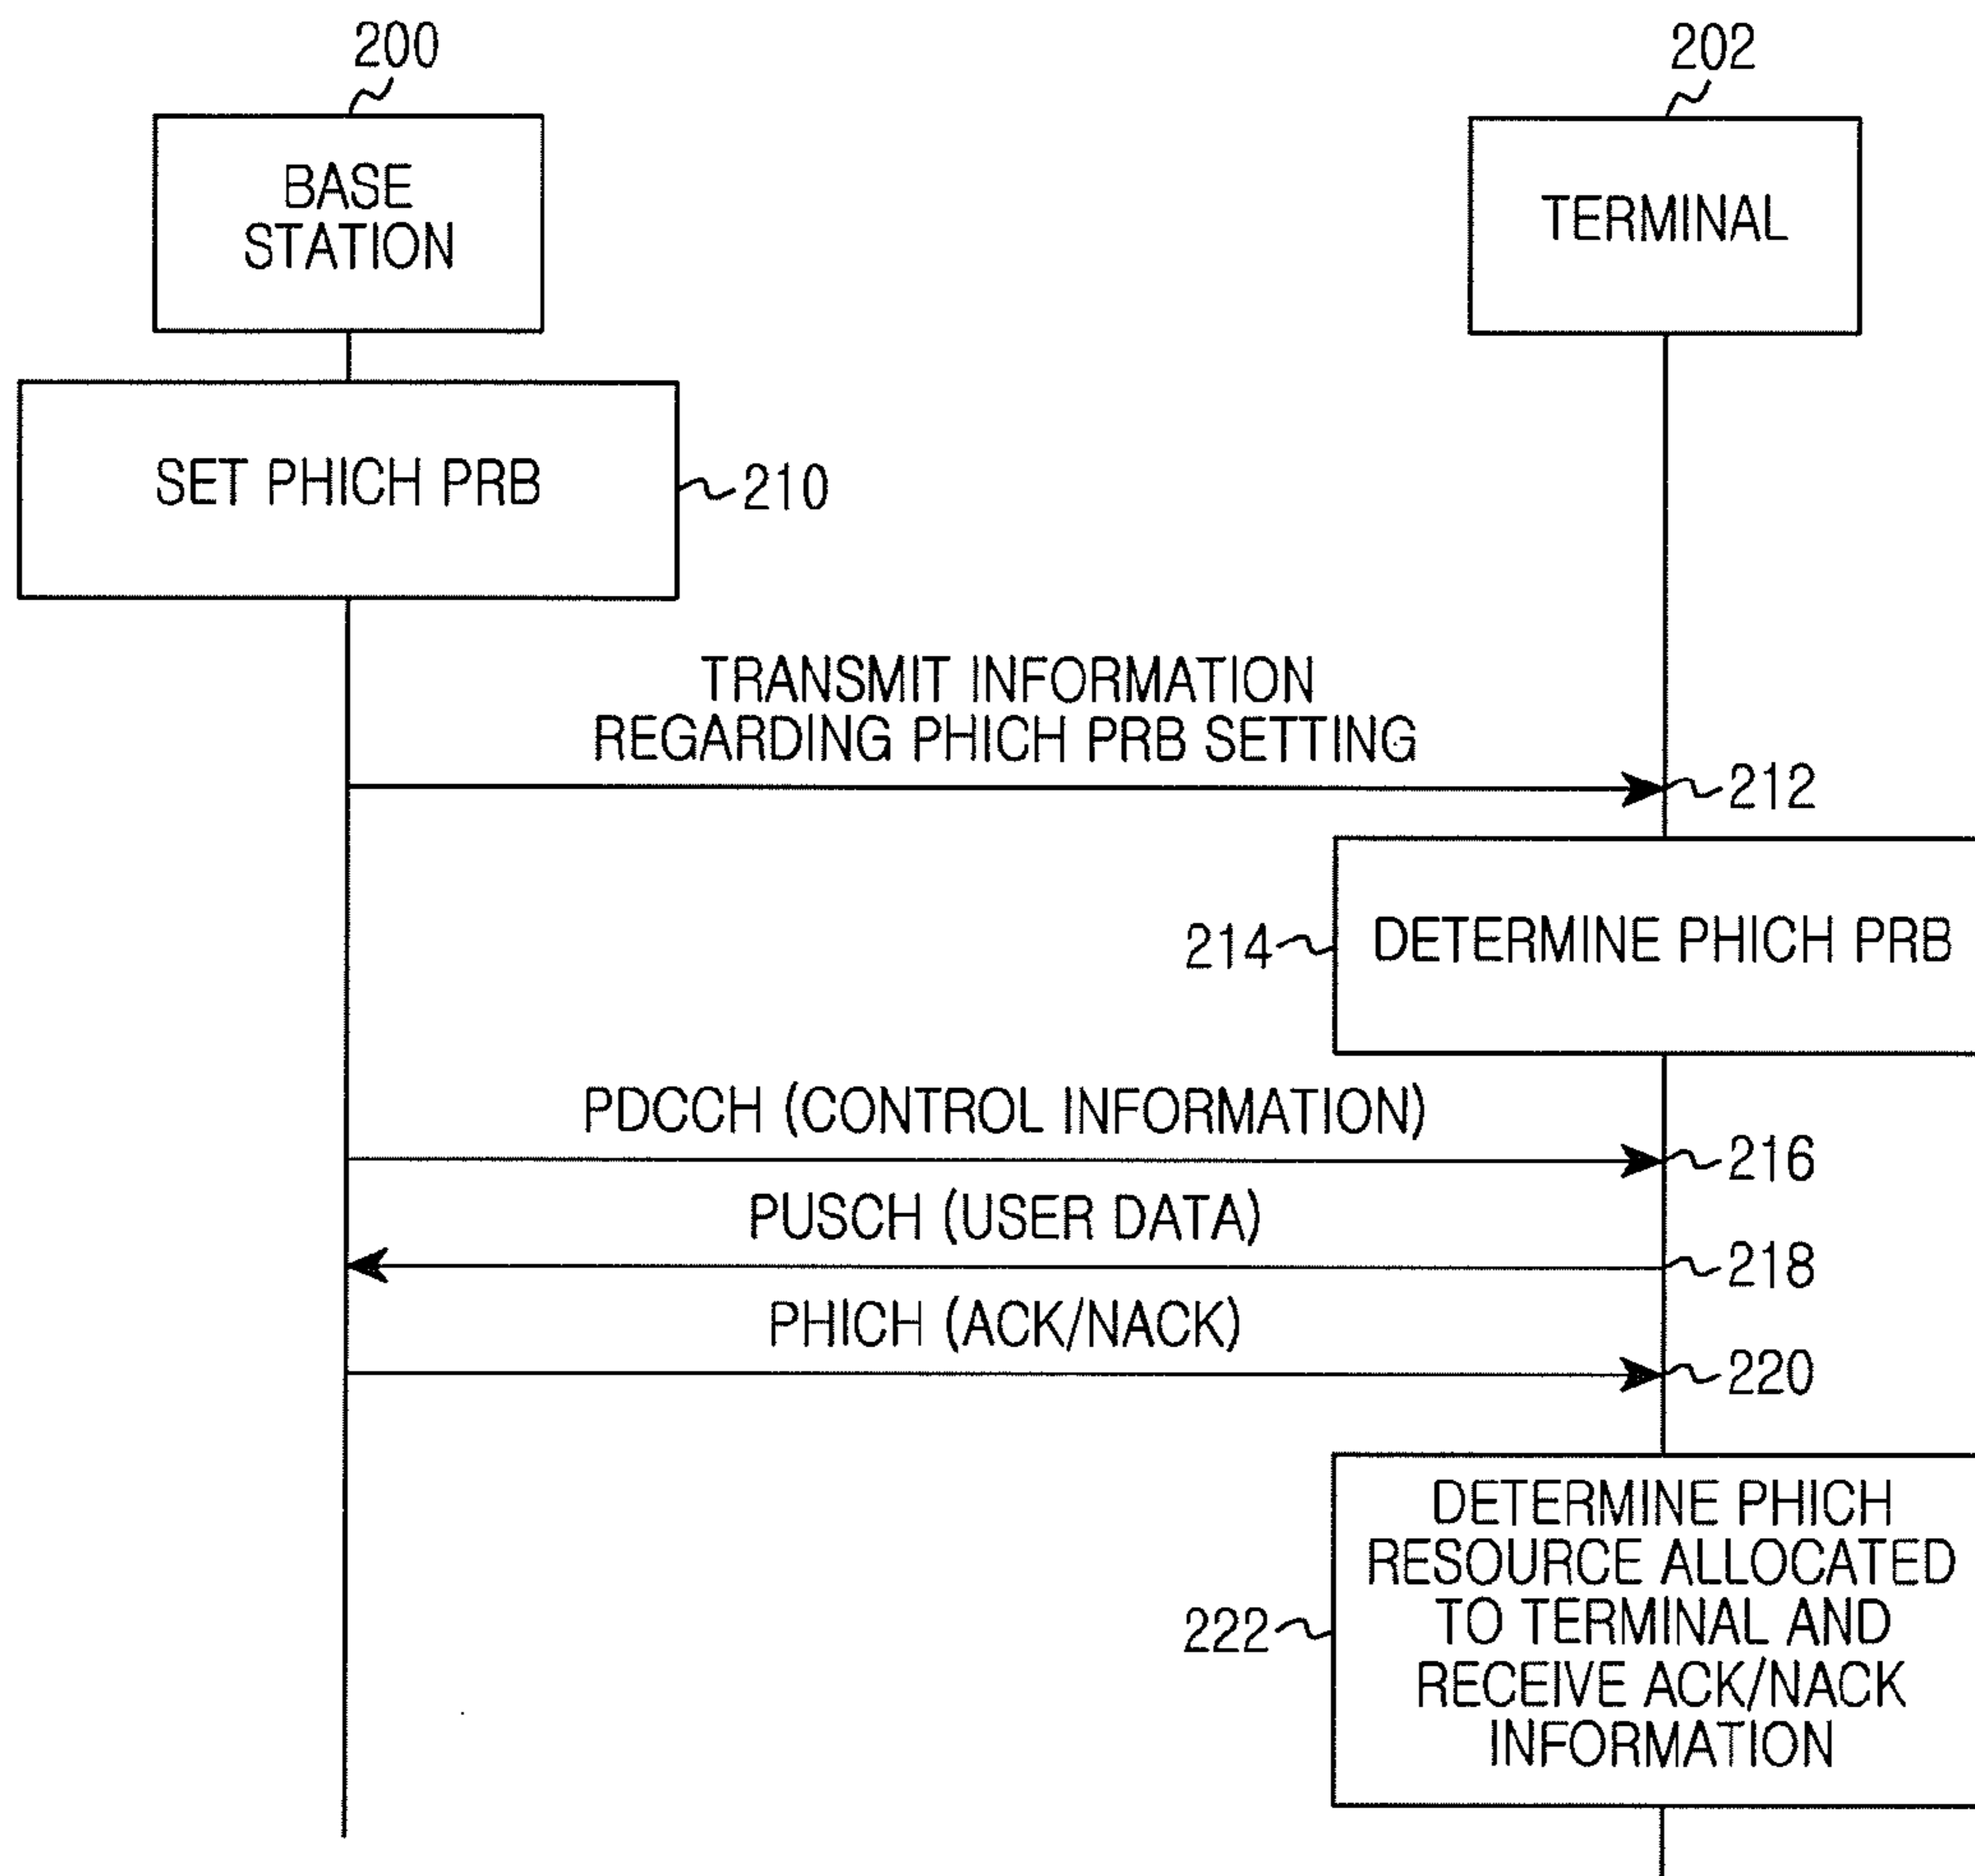 200
202
BASE
STATION
TERMINAL
SET PHICH PRB
210
TRANSMIT INFORMATION
REGARDING PHICH PRB SETTING
212
214
DETERMINE PHICH PRB
PDCCH (CONTROL INFORMATION)
216
PUSCH (USER DATA)
218
PHICH (ACK/NACK)
220
DETERMINE PHICH
RESOURCE ALLOCATED
TO TERMINAL AND
RECEIVE ACK/NACK
INFORMATION
222